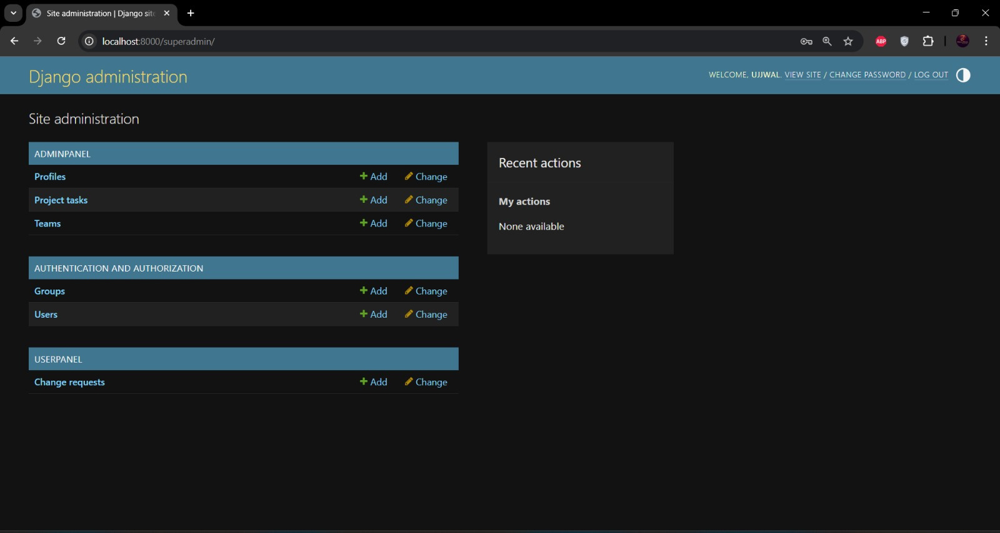 Site administration | Django sit
localhost:8000/superadmin/
ABP
Django administration
WELCOME, UJJWAL. VIEW SITE / CHANGE PASSWORD / LOG OUT
Site administration
ADMINPANEL
Profiles Add Change
Project tasks Add Change
Teams Add Change
AUTHENTICATION AND AUTHORIZATION
Groups Add Change
Users Add Change
USERPANEL
Change requests Add Change
Recent actions
My actions
None available